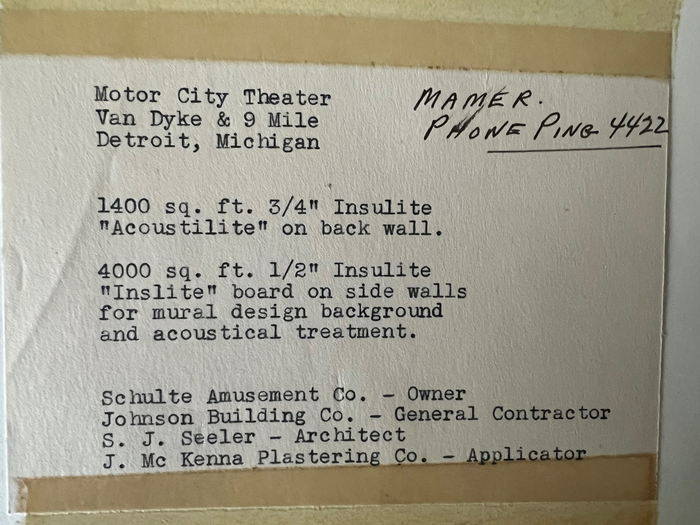 Motor City Theater
Van Dyke & 9 Mile
Detroit, Michigan
MAMER.
PHONE PING 4422
1400 sq. ft. 3/4" Insulite
"Acoustilite" on back wall.
4000 sq. ft. 1/2" Insulite
"Inslite" board on side walls
for mural design background
and acoustical treatment.
Schulte Amusement Co. - Owner
Johnson Building Co. - General Contractor
S. J. Seeler - Architect
J. Mc Kenna Plastering Co. - Applicator